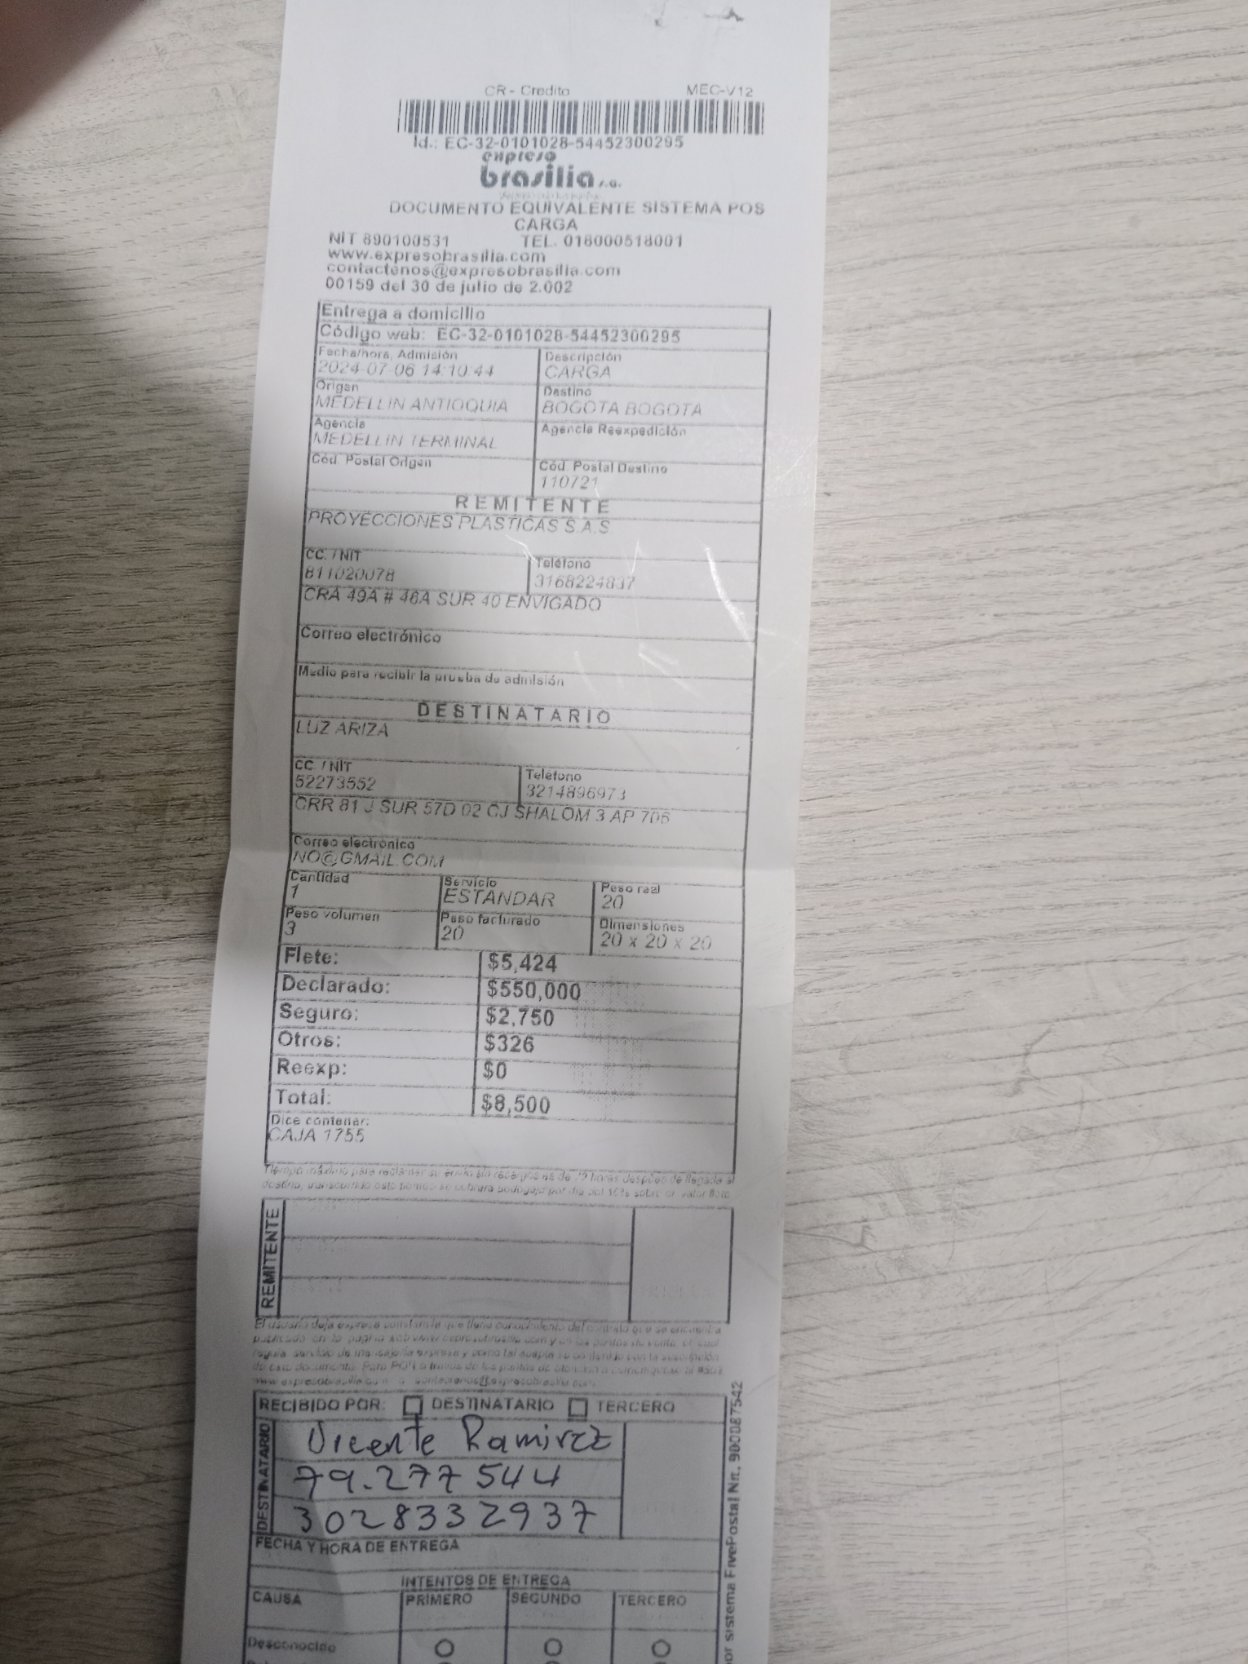 CR - Credito MEC-V12
Id.: EC-32-0101028-54452300295
expreso
brasilia s.a.
DOCUMENTO EQUIVALENTE SISTEMA POS
CARGA
NIT 890100531 TEL. 018000518001
www.expresobrasilia.com
contactenos@expresobrasilia.com
00159 del 30 de julio de 2.002
Entrega a domicilio
Código web: EC-32-0101028-54452300295
Fecha/hora, Admisión Descripción
2024-07-06 14:10:44 CARGA
Origen Destino
MEDELLIN ANTIOQUIA BOGOTA BOGOTA
Agencia Agencia Reexpedición
MEDELLIN TERMINAL
Cód. Postal Origen Cód. Postal Destino
110721
REMITENTE
PROYECCIONES PLASTICAS S.A.S
CC. / NIT Teléfono
811020078 3168224837
CRA 49A # 46A SUR 40 ENVIGADO
Correo electrónico
Medio para recibir la prueba de admisión
DESTINATARIO
LUZ ARIZA
CC. / NIT Teléfono
52273552 3214896973
CRR 81 J SUR 57D 02 CJ SHALOM 3 AP 706
Correo electrónico
NO@GMAIL.COM
Cantidad Servicio Peso real
1 ESTANDAR 20
Peso volumen Peso facturado Dimensiones
3 20 20 x 20 x 20
Flete: $5,424
Declarado: $550,000
Seguro: $2,750
Otros: $326
Reexp: $0
Total: $8,500
Dice contener:
CAJA 1755
REMITENTE
RECIBIDO POR: DESTINATARIO TERCERO
DESTINATARIO
Vicente Ramirez
79.277544
3028332937
FECHA Y HORA DE ENTREGA
INTENTOS DE ENTREGA
CAUSA PRIMERO SEGUNDO TERCERO
Desconocido
sistema FivePostal Nit. 900087542